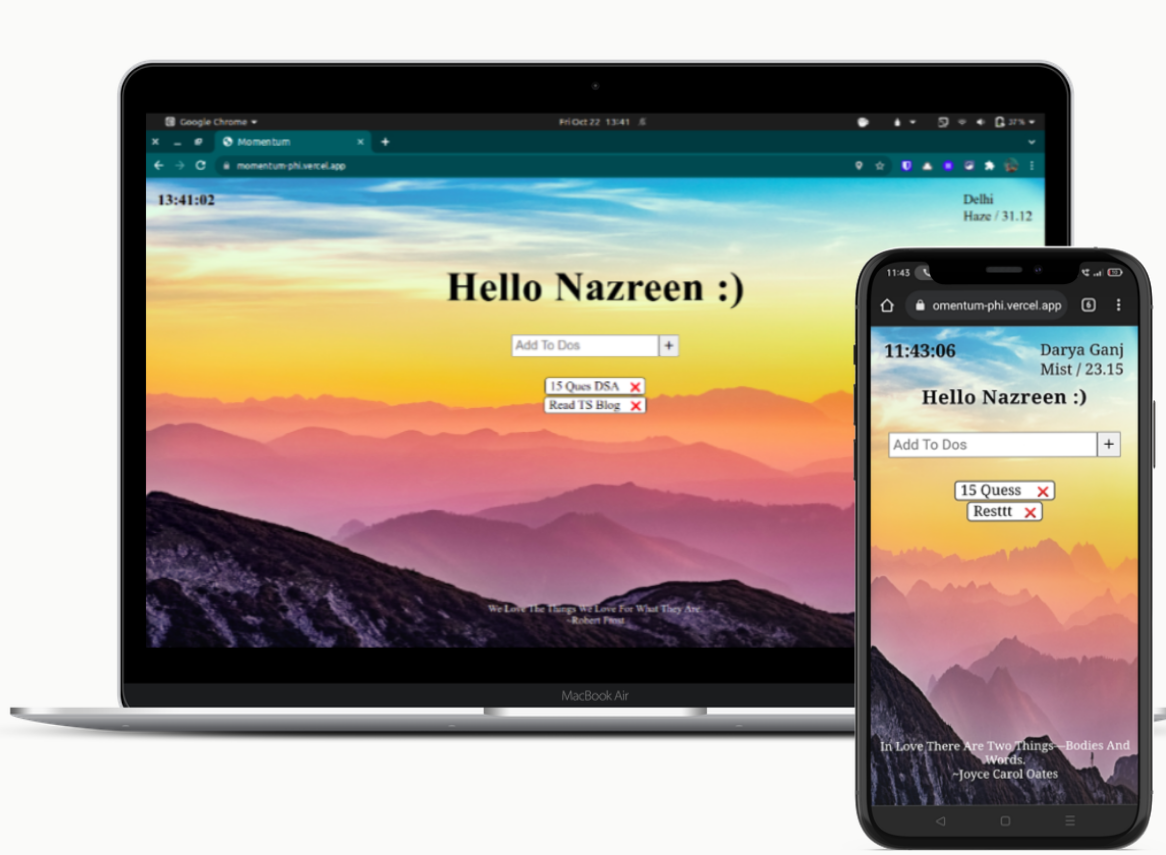 Google Chrome
Fri Oct 22 13:41
37%
Momentum
momentum-phi.vercel.app
13:41:02
Delhi
Haze / 31.12
Hello Nazreen :)
Add To Dos
+
15 Ques DSA
Read TS Blog
We Love The Things We Love For What They Are.
~Robert Frost
MacBook Air
11:43
omentum-phi.vercel.app
6
11:43:06
Darya Ganj
Mist / 23.15
Hello Nazreen :)
Add To Dos
+
15 Quess
Resttt
In Love There Are Two Things—Bodies And
Words.
~Joyce Carol Oates